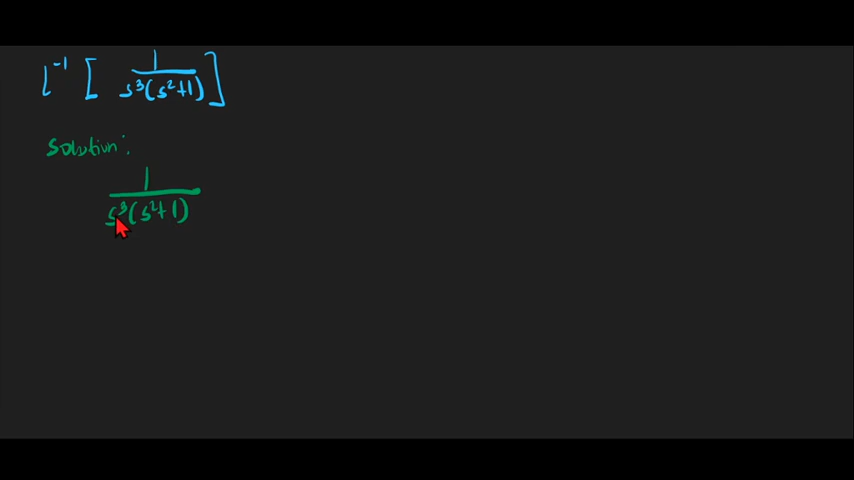 L⁻¹ [ 1/(s³(s²+1)) ]
Solution:
1/(s³(s²+1))